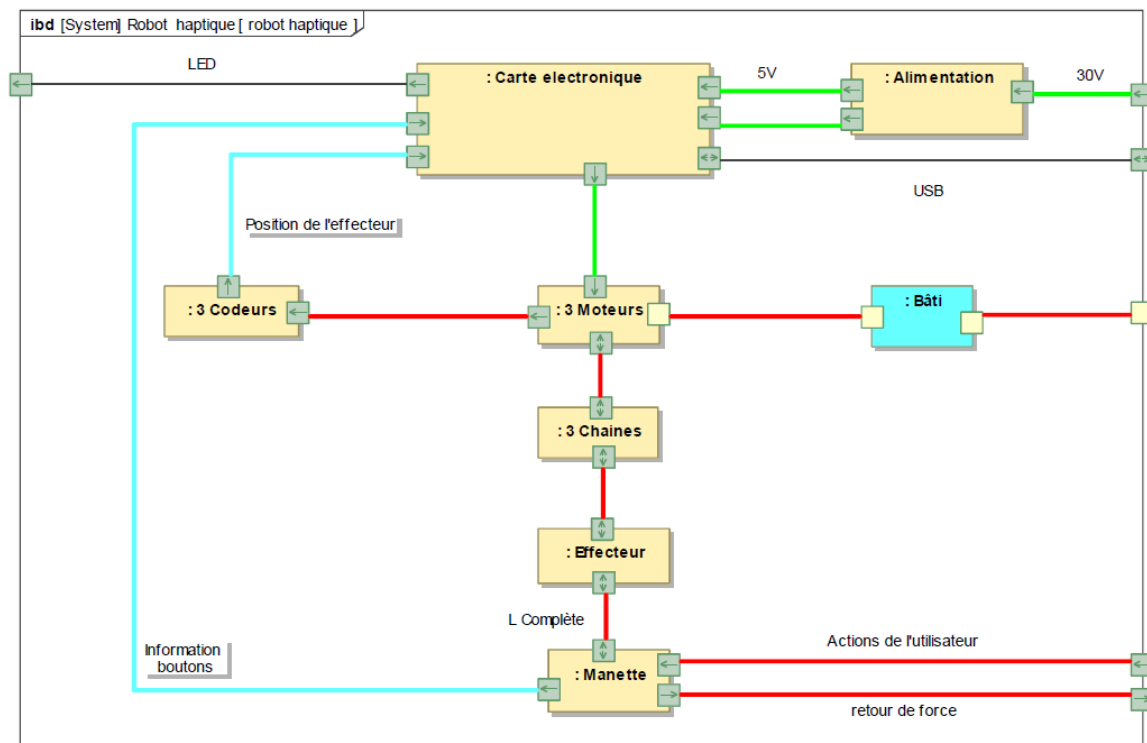 ibd [System] Robot haptique [ robot haptique ]
LED
: Carte electronique
5V
: Alimentation
30V
USB
Position de l'effecteur
: 3 Codeurs
: 3 Moteurs
: Bâti
: 3 Chaines
: Effecteur
L Complète
Information
boutons
: Manette
Actions de l'utilisateur
retour de force